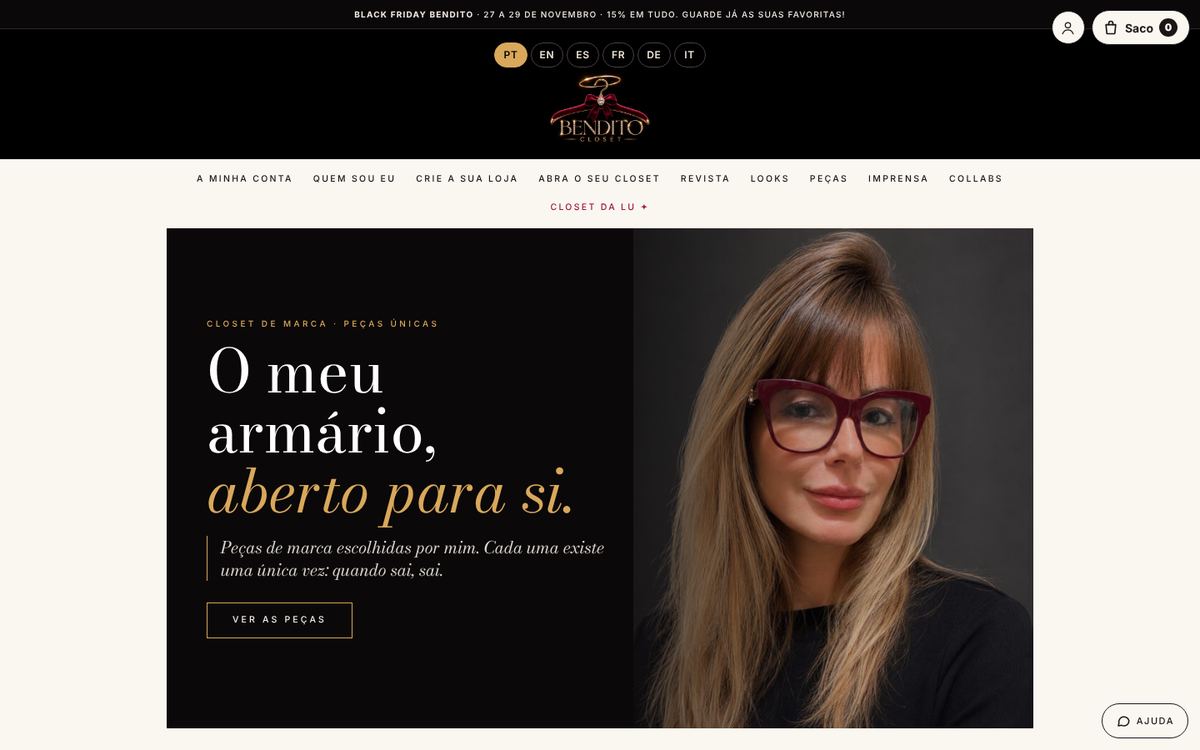 BLACK FRIDAY BENDITO · 27 A 29 DE NOVEMBRO · 15% EM TUDO. GUARDE JÁ AS SUAS FAVORITAS!
Saco 0
PT EN ES FR DE IT
BENDITO
CLOSET
A MINHA CONTA QUEM SOU EU CRIE A SUA LOJA ABRA O SEU CLOSET REVISTA LOOKS PEÇAS IMPRENSA COLLABS
CLOSET DA LU ✦
CLOSET DE MARCA · PEÇAS ÚNICAS
O meu
armário,
aberto para si.
Peças de marca escolhidas por mim. Cada uma existe
uma única vez: quando sai, sai.
VER AS PEÇAS
AJUDA